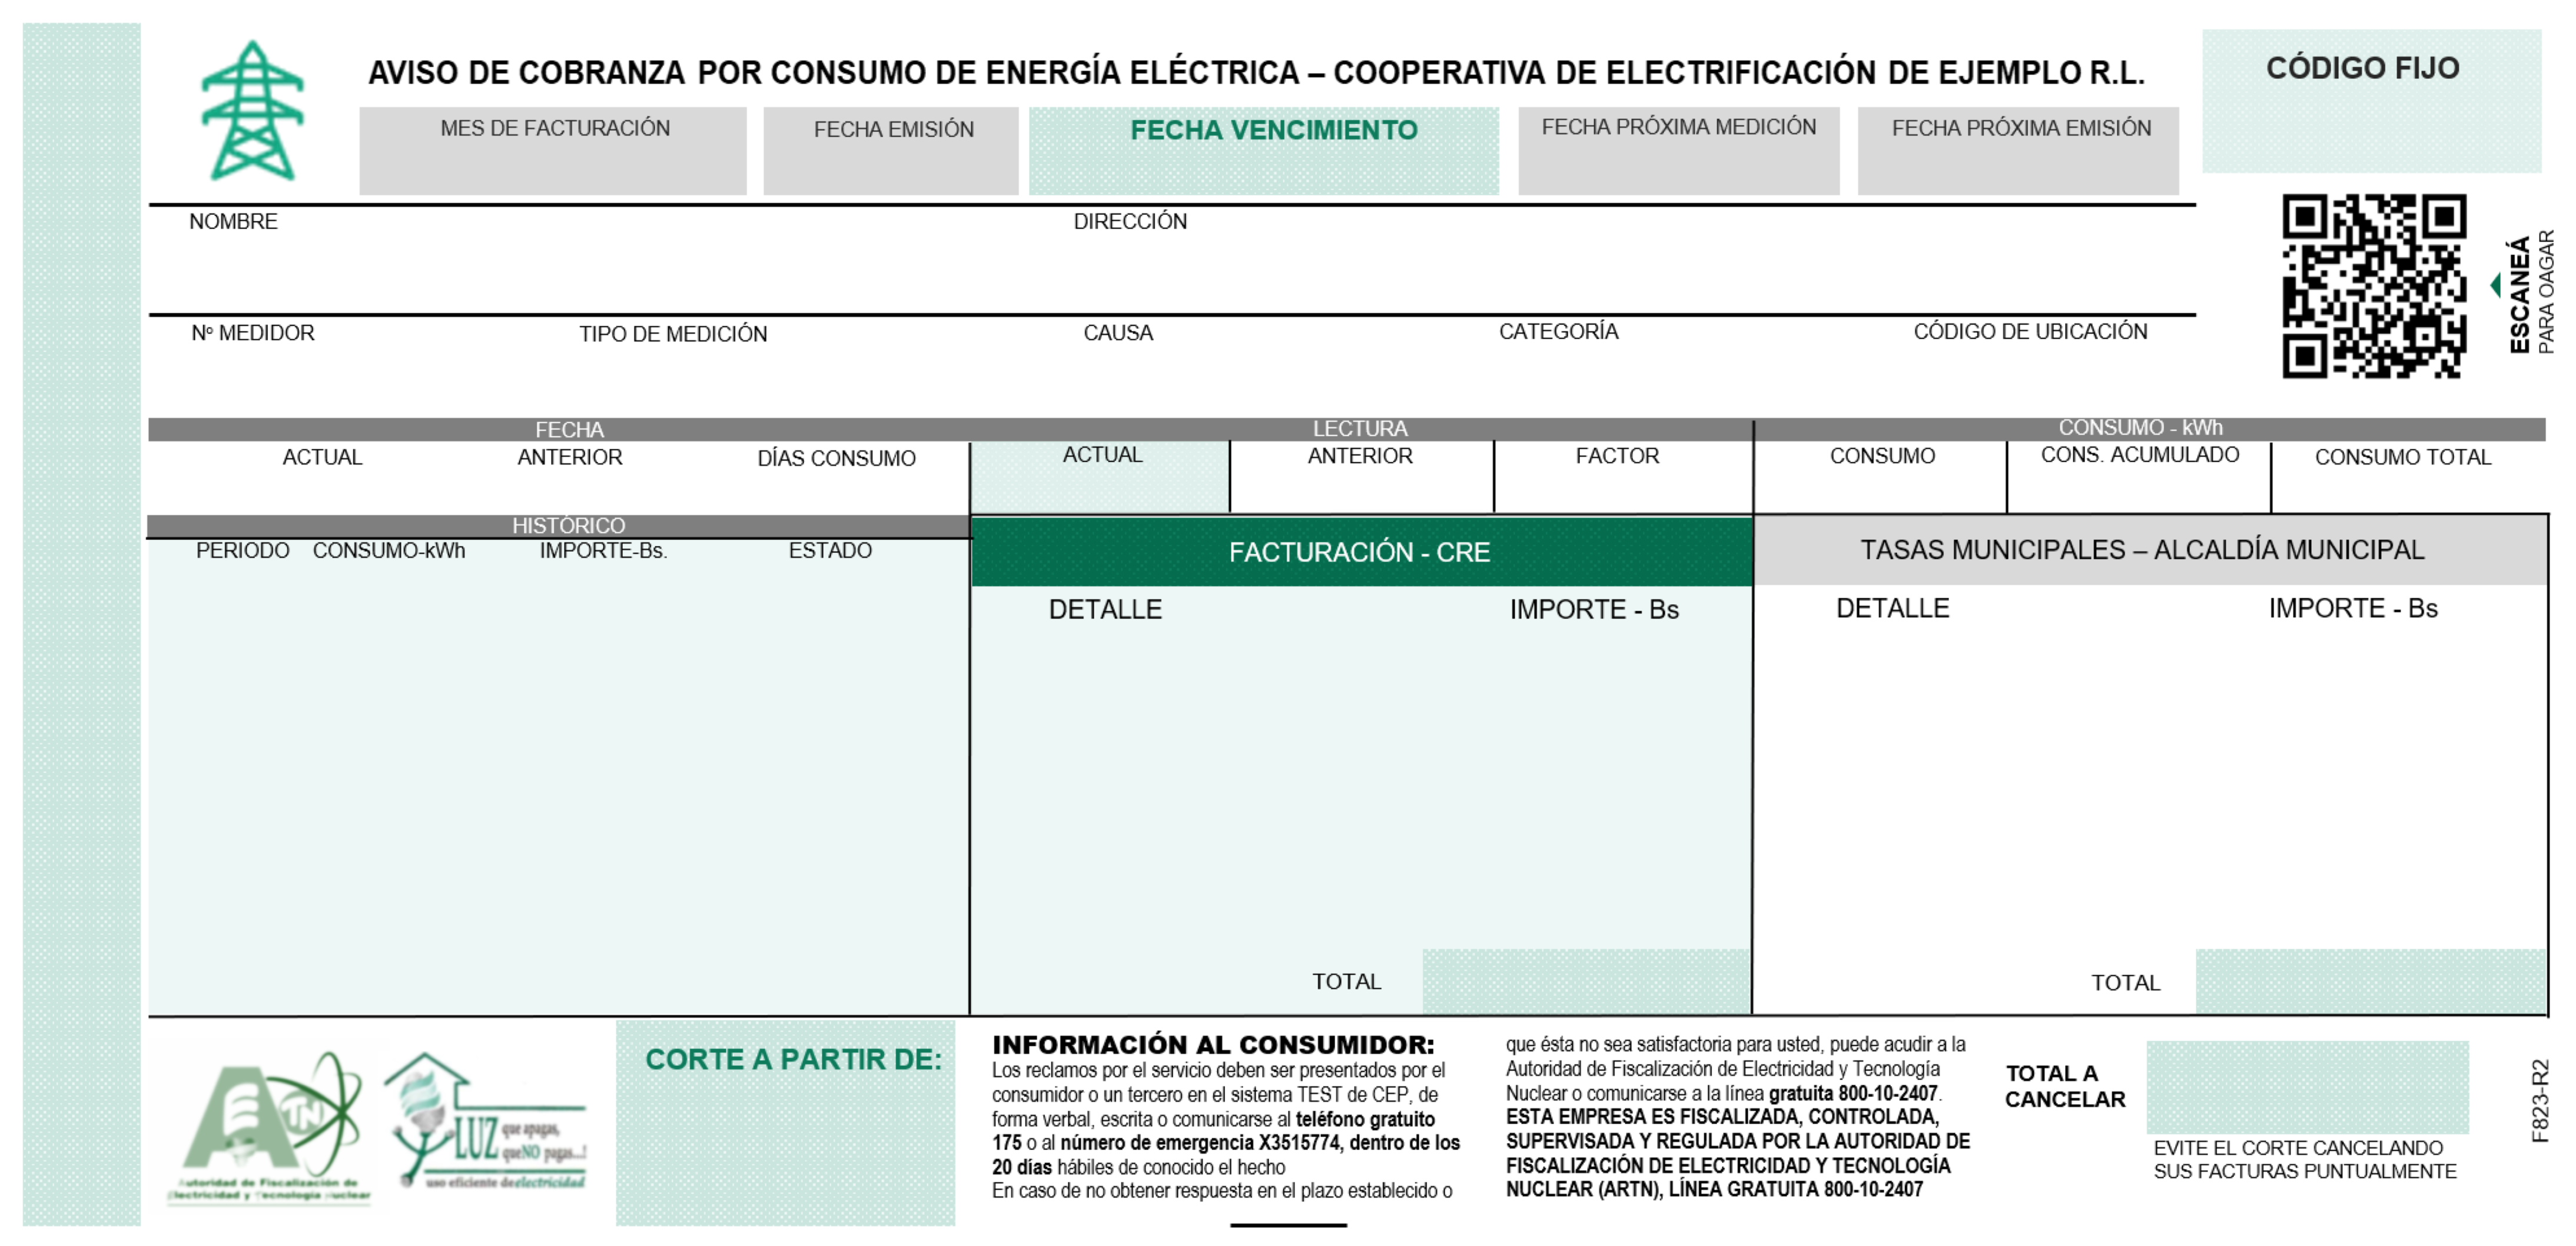 AVISO DE COBRANZA POR CONSUMO DE ENERGÍA ELÉCTRICA – COOPERATIVA DE ELECTRIFICACIÓN DE EJEMPLO R.L.
CÓDIGO FIJO
MES DE FACTURACIÓN
FECHA EMISIÓN
FECHA VENCIMIENTO
FECHA PRÓXIMA MEDICIÓN
FECHA PRÓXIMA EMISIÓN
NOMBRE
DIRECCIÓN
ESCANEÁ
PARA OAGAR
Nº MEDIDOR
TIPO DE MEDICIÓN
CAUSA
CATEGORÍA
CÓDIGO DE UBICACIÓN
FECHA
LECTURA
CONSUMO - kWh
ACTUAL
ANTERIOR
DÍAS CONSUMO
ACTUAL
ANTERIOR
FACTOR
CONSUMO
CONS. ACUMULADO
CONSUMO TOTAL
HISTÓRICO
PERIODO
CONSUMO-kWh
IMPORTE-Bs.
ESTADO
FACTURACIÓN - CRE
TASAS MUNICIPALES – ALCALDÍA MUNICIPAL
DETALLE
IMPORTE - Bs
DETALLE
IMPORTE - Bs
TOTAL
TOTAL
AETN
utoridad de Fiscalización de
lectricidad y ecnología uclear
LUZ que apagas,
queNO pagas...!
uso eficiente de electricidad
CORTE A PARTIR DE:
INFORMACIÓN AL CONSUMIDOR:
Los reclamos por el servicio deben ser presentados por el
consumidor o un tercero en el sistema TEST de CEP, de
forma verbal, escrita o comunicarse al teléfono gratuito
175 o al número de emergencia X3515774, dentro de los
20 días hábiles de conocido el hecho
En caso de no obtener respuesta en el plazo establecido o
que ésta no sea satisfactoria para usted, puede acudir a la
Autoridad de Fiscalización de Electricidad y Tecnología
Nuclear o comunicarse a la línea gratuita 800-10-2407.
ESTA EMPRESA ES FISCALIZADA, CONTROLADA,
SUPERVISADA Y REGULADA POR LA AUTORIDAD DE
FISCALIZACIÓN DE ELECTRICIDAD Y TECNOLOGÍA
NUCLEAR (ARTN), LÍNEA GRATUITA 800-10-2407
TOTAL A
CANCELAR
EVITE EL CORTE CANCELANDO
SUS FACTURAS PUNTUALMENTE
F823-R2